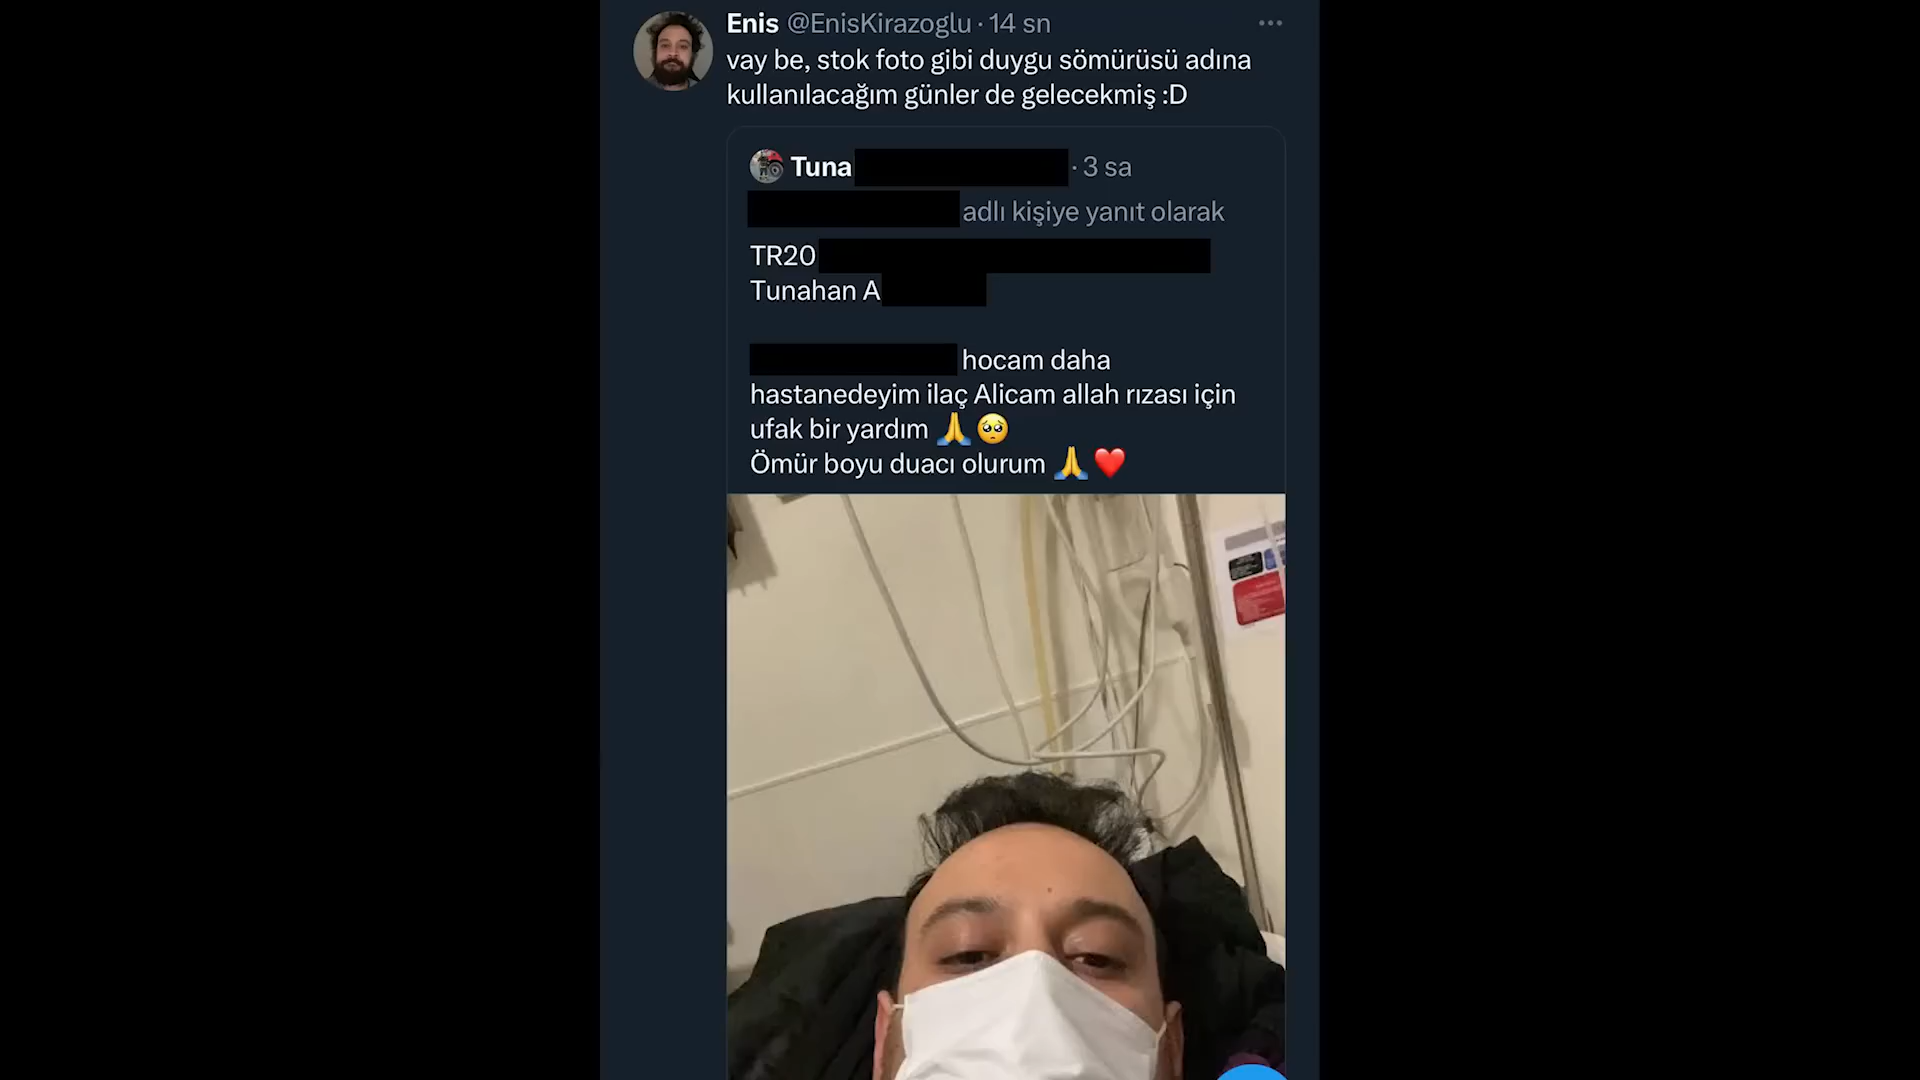 Enis @EnisKirazoglu · 14 sn
vay be, stok foto gibi duygu sömürüsü adına
kullanılacağım günler de gelecekmiş :D
Tuna · 3 sa
adlı kişiye yanıt olarak
TR20
Tunahan A
hocam daha
hastanedeyim ilaç Alicam allah rızası için
ufak bir yardım 🙏🥺
Ömür boyu duacı olurum 🙏❤️